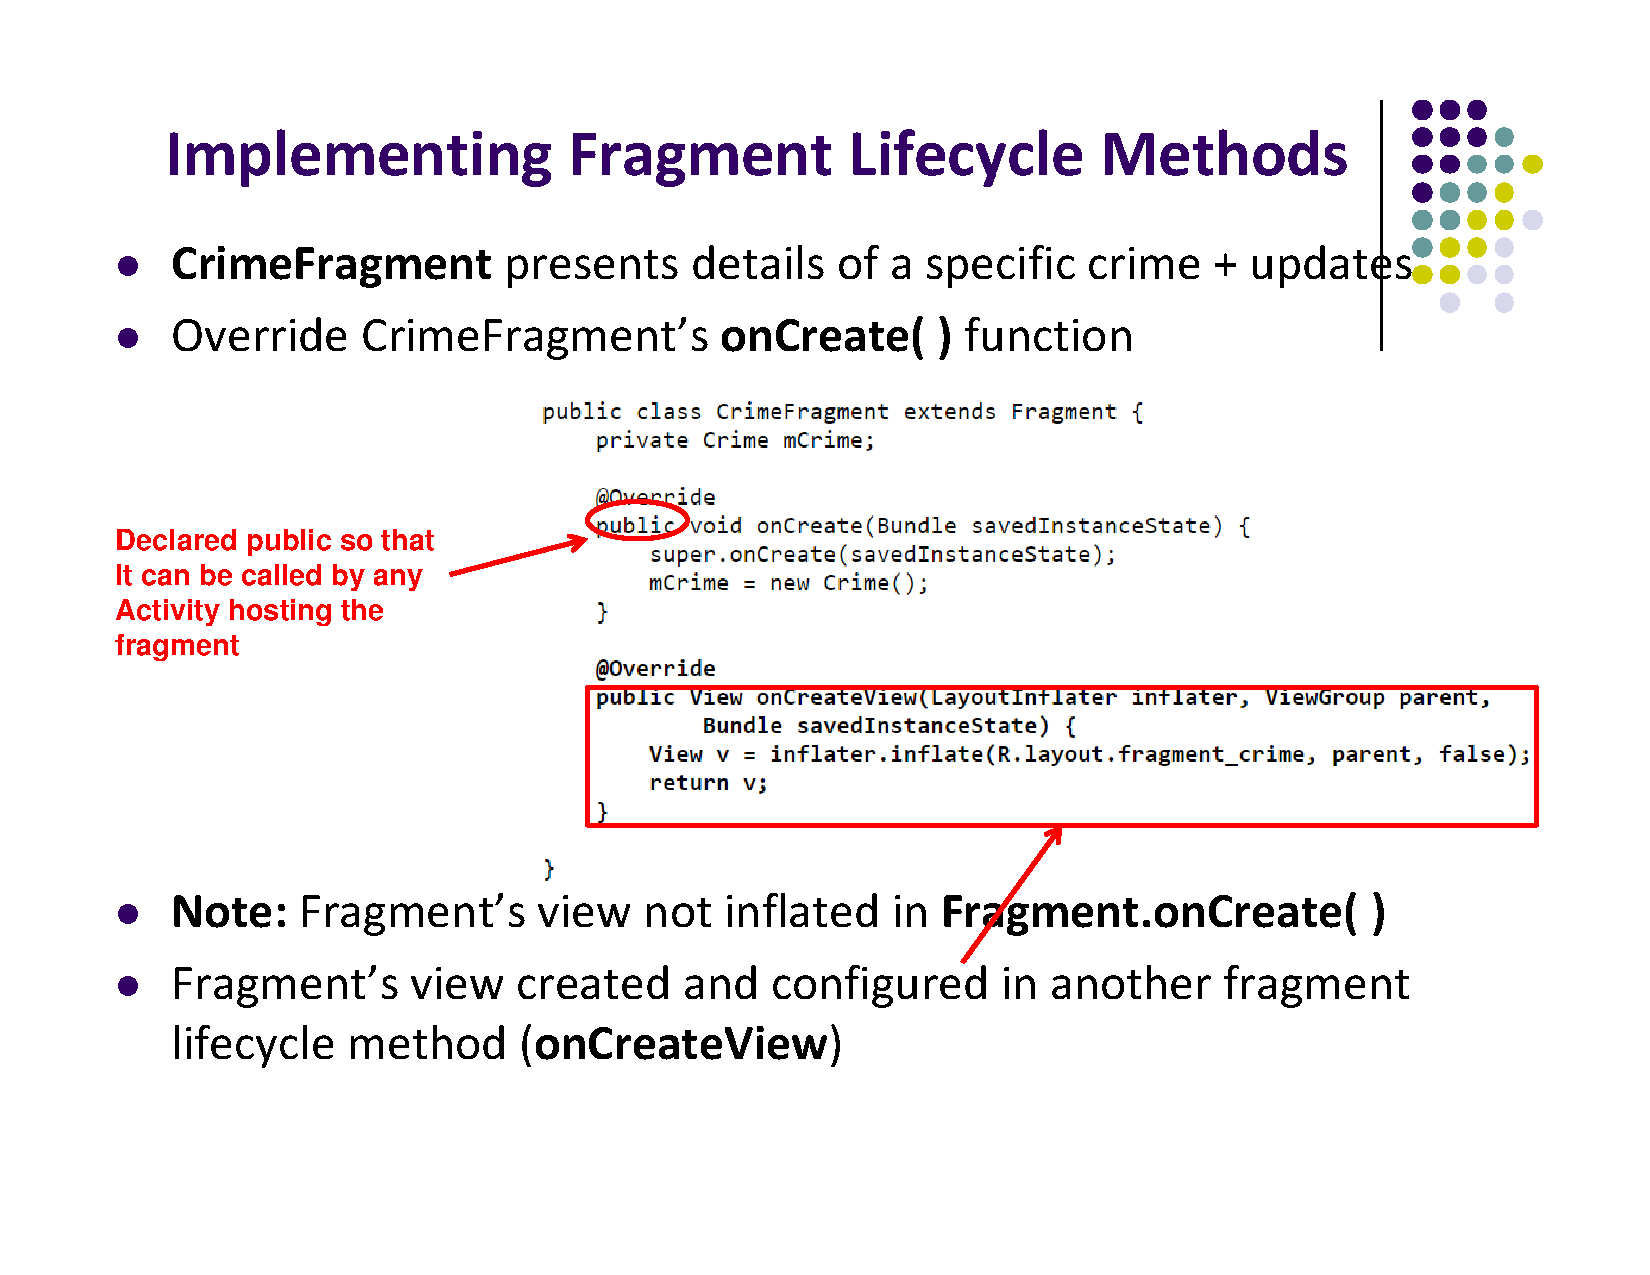 Implementing Fragment Lifecycle Methods
● CrimeFragment presents details of a specific crime + updates
● Override CrimeFragment’s onCreate( ) function
public class CrimeFragment extends Fragment {
private Crime mCrime;
@Override
public void onCreate(Bundle savedInstanceState) {
super.onCreate(savedInstanceState);
mCrime = new Crime();
}
Declared public so that
It can be called by any
Activity hosting the
fragment
@Override
public View onCreateView(LayoutInflater inflater, ViewGroup parent,
Bundle savedInstanceState) {
View v = inflater.inflate(R.layout.fragment_crime, parent, false);
return v;
}
}
● Note: Fragment’s view not inflated in Fragment.onCreate( )
● Fragment’s view created and configured in another fragment
lifecycle method (onCreateView)